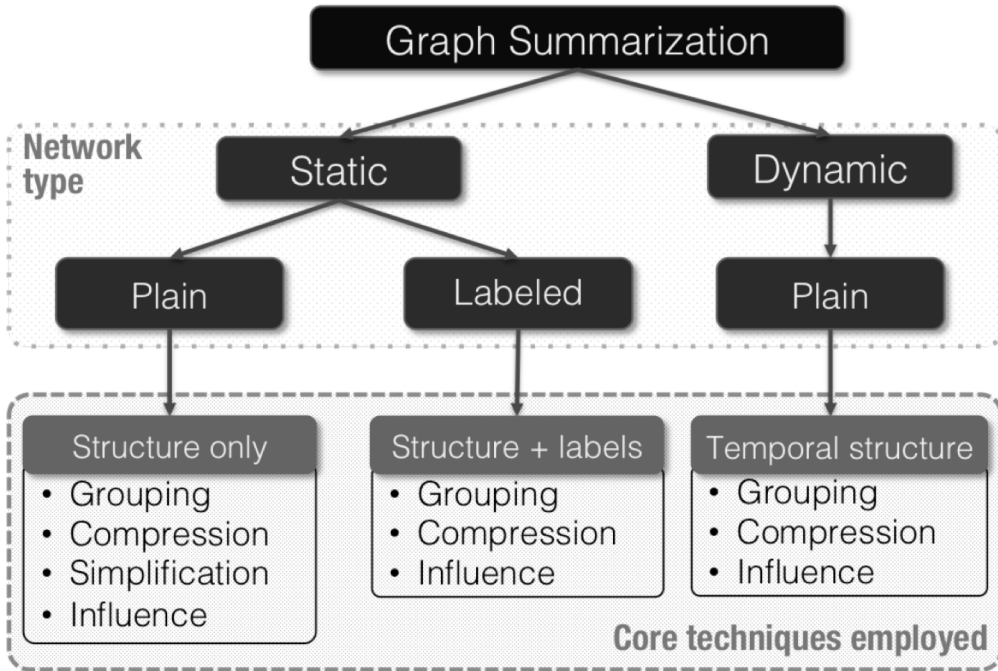 Graph Summarization
Network
type
Static
Dynamic
Plain
Labeled
Plain
Structure only
• Grouping
• Compression
• Simplification
• Influence
Structure + labels
• Grouping
• Compression
• Influence
Temporal structure
• Grouping
• Compression
• Influence
Core techniques employed